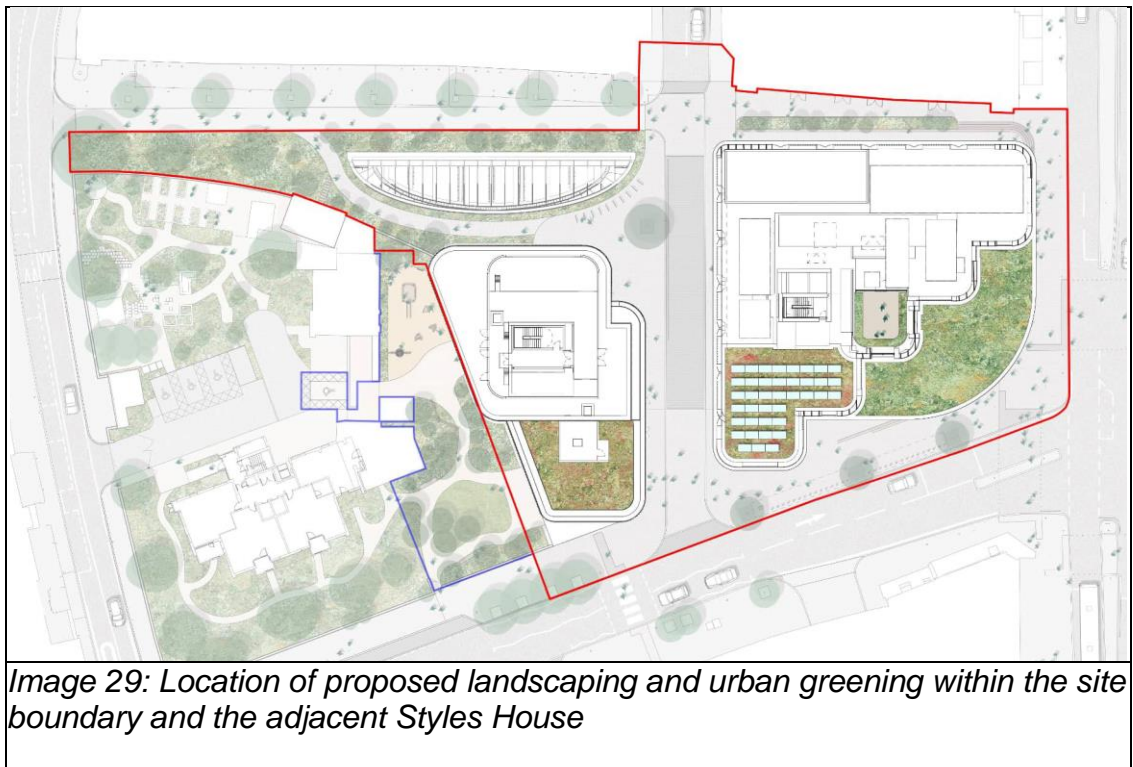 Image 29: Location of proposed landscaping and urban greening within the site
boundary and the adjacent Styles House